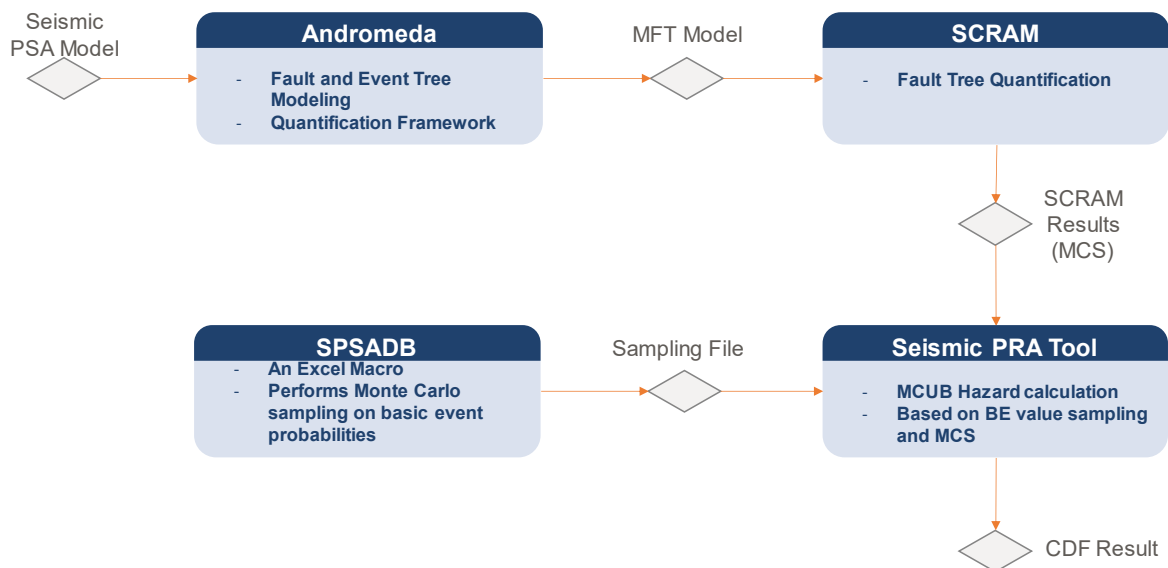 Seismic
PSA Model
Andromeda
- Fault and Event Tree
Modeling
- Quantification Framework
MFT Model
SCRAM
- Fault Tree Quantification
SCRAM
Results
(MCS)
SPSADB
- An Excel Macro
- Performs Monte Carlo
sampling on basic event
probabilities
Sampling File
Seismic PRA Tool
- MCUB Hazard calculation
- Based on BE value sampling
and MCS
CDF Result